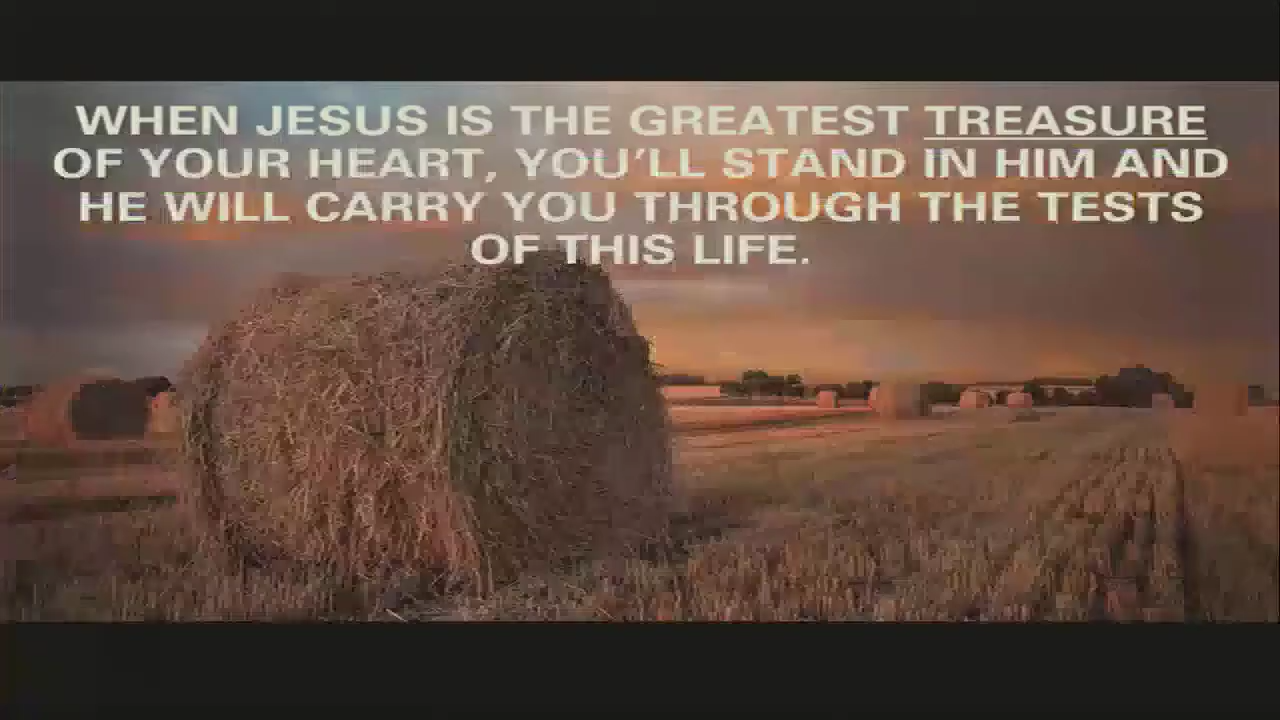 WHEN JESUS IS THE GREATEST TREASURE
OF YOUR HEART, YOU'LL STAND IN HIM AND
HE WILL CARRY YOU THROUGH THE TESTS
OF THIS LIFE.